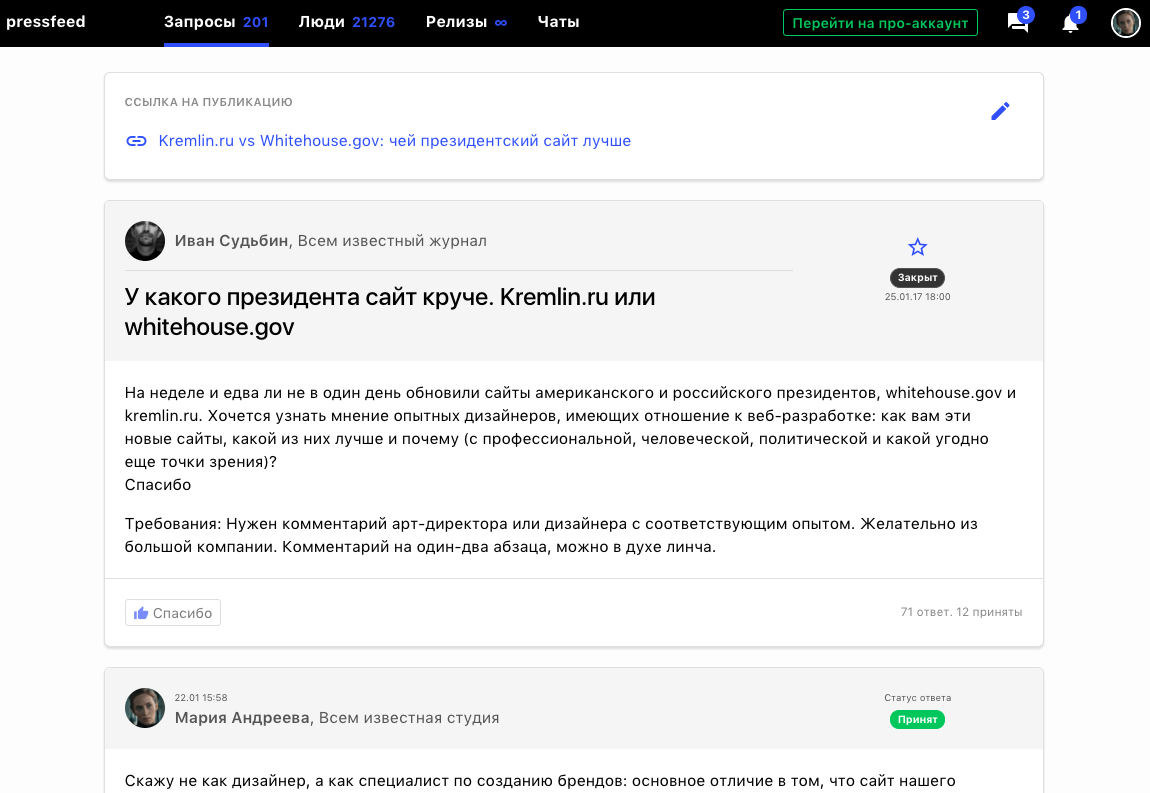 pressfeed Запросы 201 Люди 21276 Релизы ∞ Чаты Перейти на про-аккаунт 3 1
ССЫЛКА НА ПУБЛИКАЦИЮ
Kremlin.ru vs Whitehouse.gov: чей президентский сайт лучше
Иван Судьбин, Всем известный журнал
Закрыт
25.01.17 18:00
У какого президента сайт круче. Kremlin.ru или
whitehouse.gov
На неделе и едва ли не в один день обновили сайты американского и российского президентов, whitehouse.gov и
kremlin.ru. Хочется узнать мнение опытных дизайнеров, имеющих отношение к веб-разработке: как вам эти
новые сайты, какой из них лучше и почему (с профессиональной, человеческой, политической и какой угодно
еще точки зрения)?
Спасибо
Требования: Нужен комментарий арт-директора или дизайнера с соответствующим опытом. Желательно из
большой компании. Комментарий на один-два абзаца, можно в духе линча.
Спасибо
71 ответ. 12 приняты
22.01 15:58
Мария Андреева, Всем известная студия
Статус ответа
Принят
Скажу не как дизайнер, а как специалист по созданию брендов: основное отличие в том, что сайт нашего